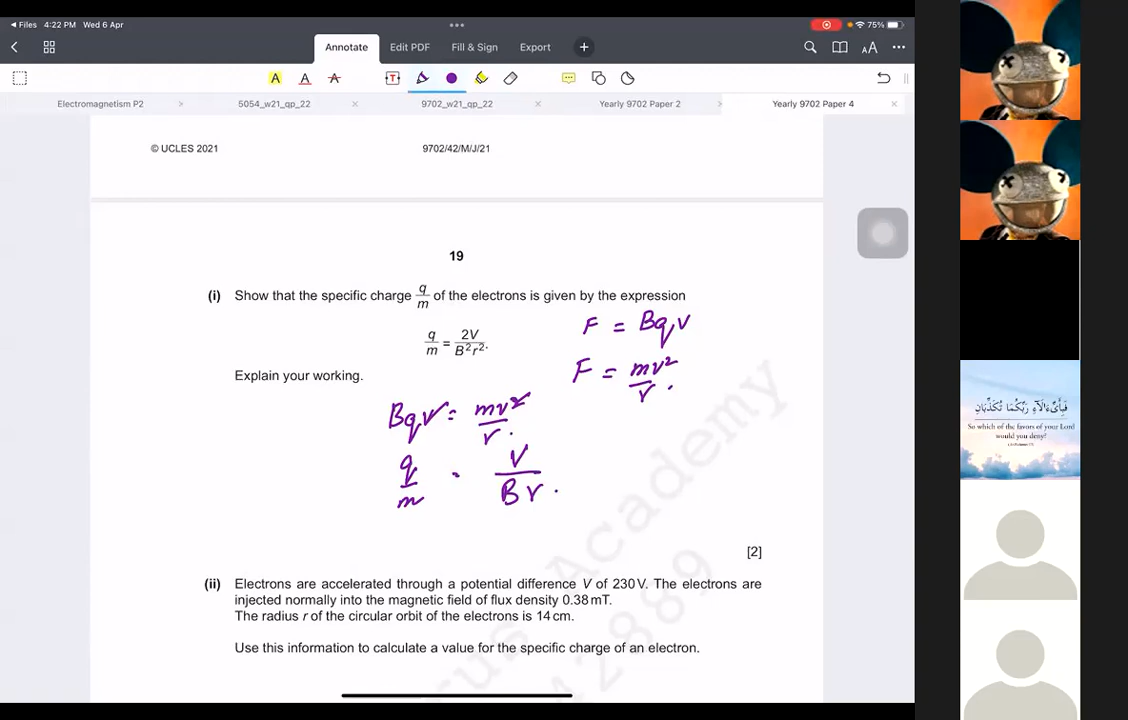 Files 4:22 PM Wed 6 Apr 75%
Annotate Edit PDF Fill & Sign Export
Electromagnetism P2 5054_w21_qp_22 9702_w21_qp_22 Yearly 9702 Paper 2 Yearly 9702 Paper 4
© UCLES 2021 9702/42/M/J/21
19
(i) Show that the specific charge q/m of the electrons is given by the expression
q/m = 2V/B²r².
Explain your working.
F = Bqv
F = mv²/r.
Bqv = mv²/r.
q/m = v/Br.
[2]
(ii) Electrons are accelerated through a potential difference V of 230 V. The electrons are
injected normally into the magnetic field of flux density 0.38 mT.
The radius r of the circular orbit of the electrons is 14 cm.
Use this information to calculate a value for the specific charge of an electron.
rus Academy
42889
فَبِأَيِّ ءَالَآءِ رَبِّكُمَا تُكَذِّبَانِ
So which of the favors of your Lord
would you deny?